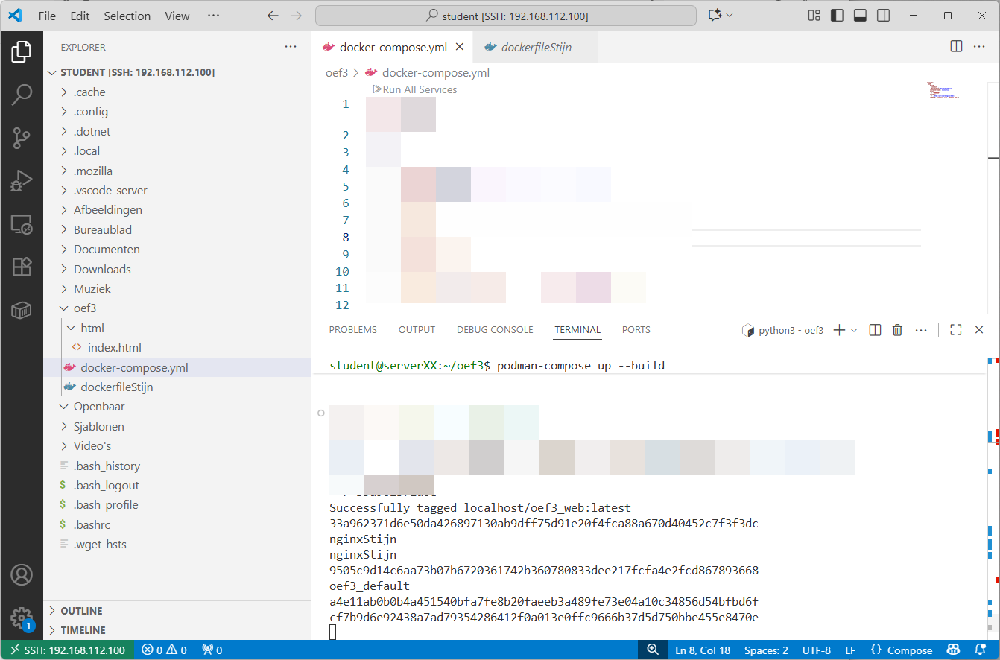 File Edit Selection View ··· student [SSH: 192.168.112.100]
EXPLORER
STUDENT [SSH: 192.168.112.100]
.cache
.config
.dotnet
.local
.mozilla
.vscode-server
Afbeeldingen
Bureaublad
Documenten
Downloads
Muziek
oef3
html
index.html
docker-compose.yml
dockerfileStijn
Openbaar
Sjablonen
Video's
.bash_history
$ .bash_logout
$ .bash_profile
$ .bashrc
.wget-hsts
OUTLINE
TIMELINE
docker-compose.yml dockerfileStijn
oef3 > docker-compose.yml
Run All Services
1
2
3
4
5
6
7
8
9
10
11
12
PROBLEMS OUTPUT DEBUG CONSOLE TERMINAL PORTS python3 - oef3
student@serverXX:~/oef3$ podman-compose up --build
Successfully tagged localhost/oef3_web:latest
33a962371d6e50da426897130ab9dff75d91e20f4fca88a670d40452c7f3f3dc
nginxStijn
nginxStijn
9505c9d14c6aa73b07b6720361742b360780833dee217fcfa4e2fcd867893668
oef3_default
a4e11ab0b0b4a451540bfa7fe8b20faeeb3a489fe73e04a10c34856d54bfbd6f
cf7b9d6e92438a7ad79354286412f0a013e0ffc9666b37d5d750bbe455e8470e
1
SSH: 192.168.112.100 0 0 0 Ln 8, Col 18 Spaces: 2 UTF-8 LF {} Compose